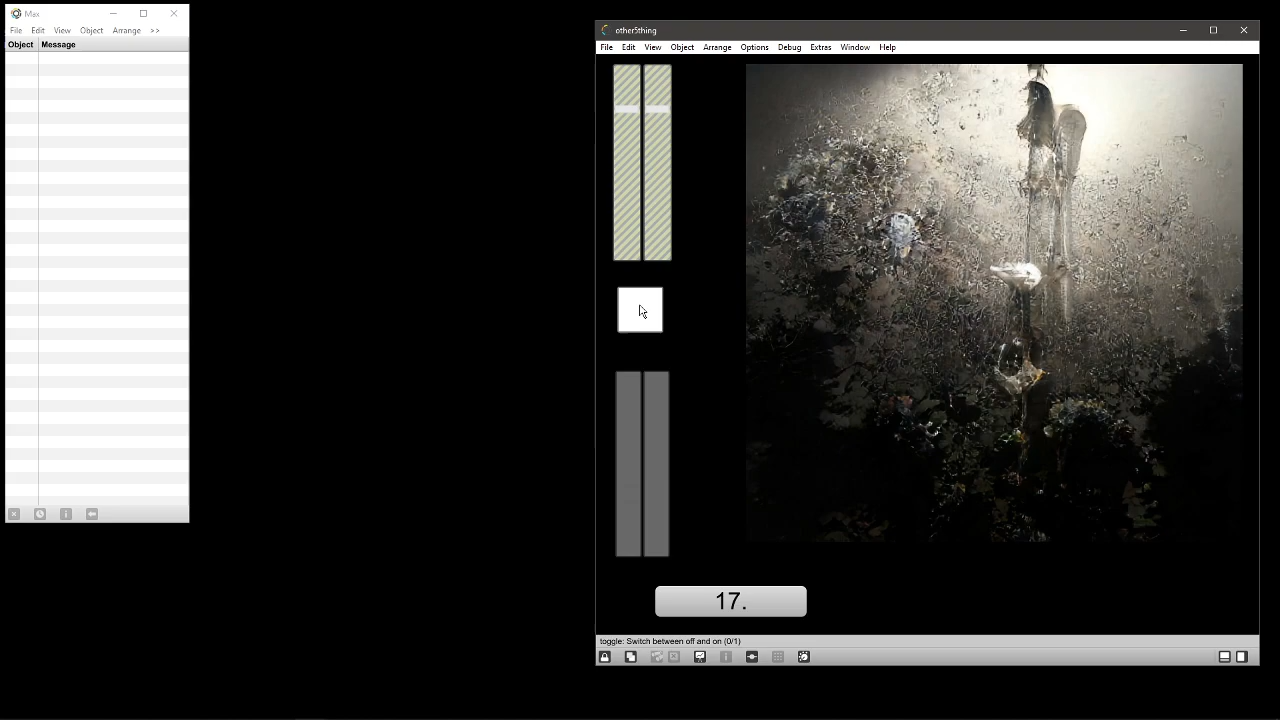 Max
File Edit View Object Arrange >>
Object Message
other5thing
File Edit View Object Arrange Options Debug Extras Window Help
17.
toggle: Switch between off and on (0/1)